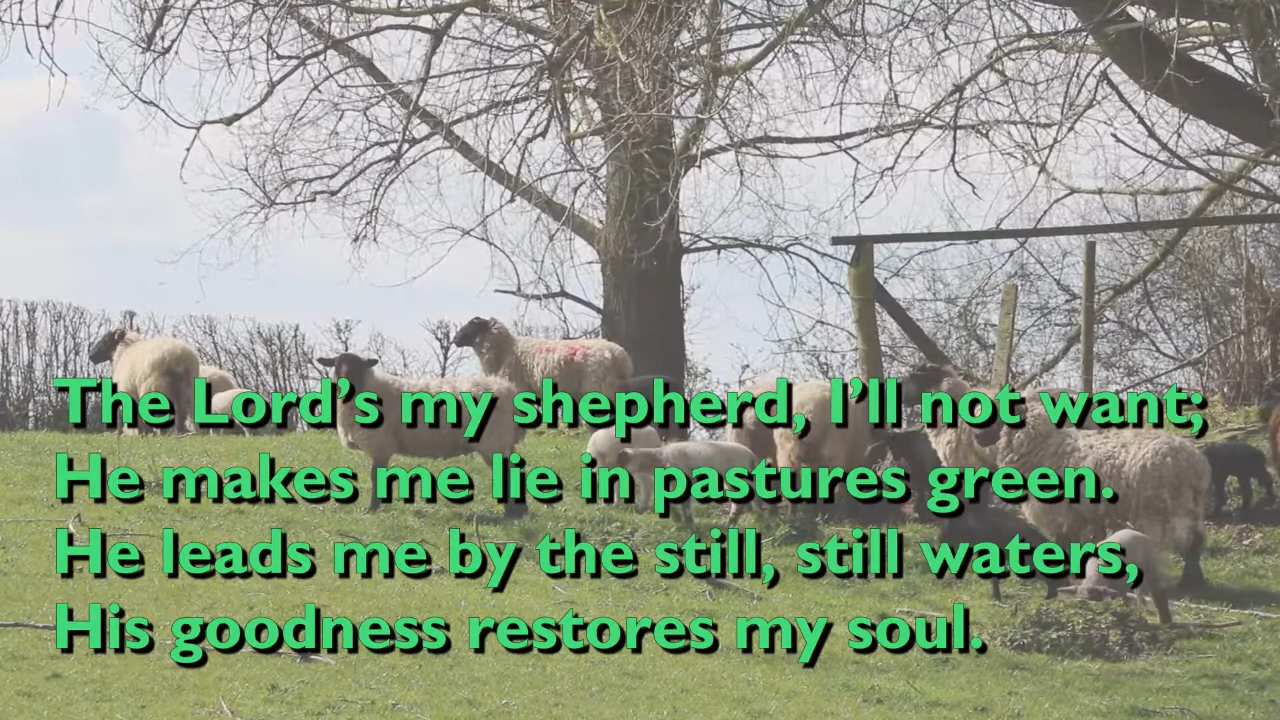 The Lord’s my shepherd, I’ll not want;
He makes me lie in pastures green.
He leads me by the still, still waters,
His goodness restores my soul.